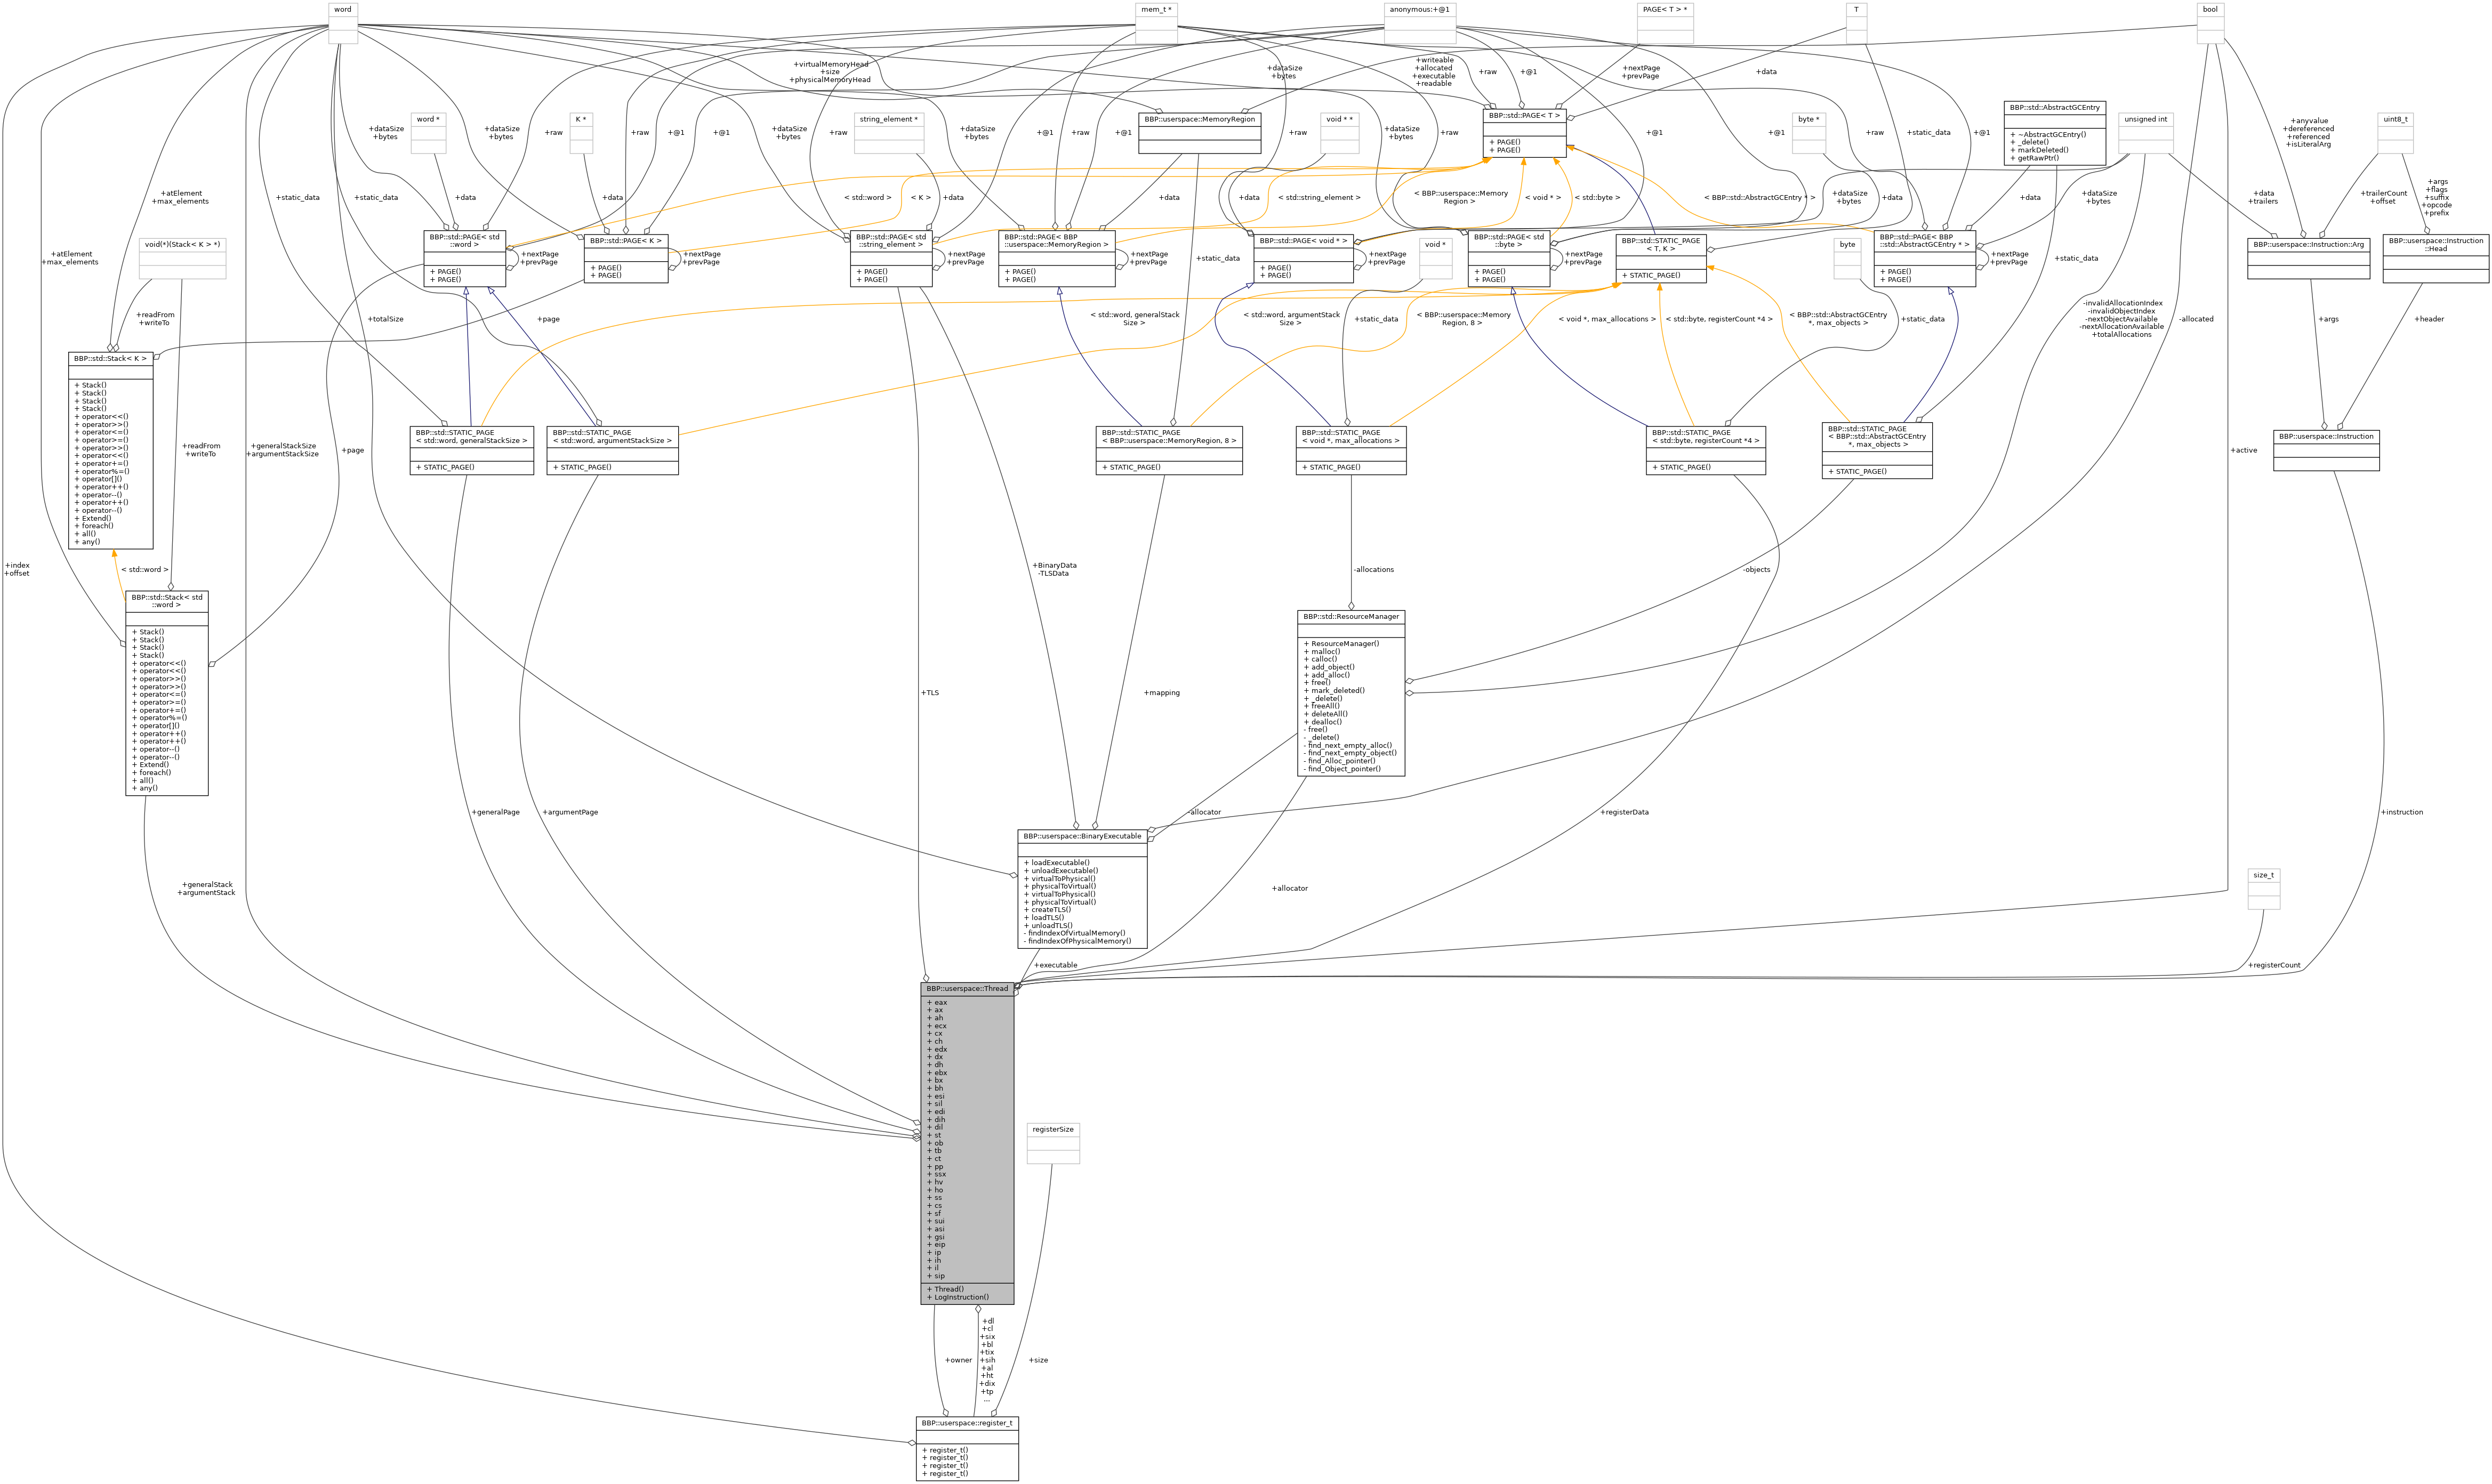 word
mem_t *
anonymous:+@1
PAGE< T > *
T
bool
+virtualMemoryHead
+size
+physicalMemoryHead
+dataSize
+bytes
+writeable
+allocated
+executable
+readable
+raw
+@1
+nextPage
+prevPage
+data
word *
K *
string_element *
BBP::userspace::MemoryRegion
void * *
BBP::std::PAGE< T >
+ PAGE()
+ PAGE()
byte *
BBP::std::AbstractGCEntry
+ ~AbstractGCEntry()
+ _delete()
+ markDeleted()
+ getRawPtr()
unsigned int
uint8_t
+dataSize
+bytes
+dataSize
+bytes
+raw
+raw
+@1
+@1
+dataSize
+bytes
+raw
+dataSize
+bytes
+@1
+raw
+@1
+raw
+dataSize
+bytes
+raw
+@1
+@1
+raw
+static_data
+@1
+anyvalue
+dereferenced
+referenced
+isLiteralArg
+atElement
+max_elements
+static_data
+static_data
+data
+data
< std::word >
< K >
+data
+data
+data
< std::string_element >
< BBP::userspace::Memory
Region >
< void * >
< std::byte >
< BBP::std::AbstractGCEntry * >
+dataSize
+bytes
+data
+data
+dataSize
+bytes
+data
+trailers
+trailerCount
+offset
+args
+flags
+suffix
+opcode
+prefix
void(*)(Stack< K > *)
BBP::std::PAGE< std
::word >
+ PAGE()
+ PAGE()
+nextPage
+prevPage
BBP::std::PAGE< K >
+ PAGE()
+ PAGE()
+nextPage
+prevPage
BBP::std::PAGE< std
::string_element >
+ PAGE()
+ PAGE()
+nextPage
+prevPage
BBP::std::PAGE< BBP
::userspace::MemoryRegion >
+ PAGE()
+ PAGE()
+nextPage
+prevPage
+static_data
BBP::std::PAGE< void * >
+ PAGE()
+ PAGE()
+nextPage
+prevPage
void *
BBP::std::PAGE< std
::byte >
+ PAGE()
+ PAGE()
+nextPage
+prevPage
BBP::std::STATIC_PAGE
< T, K >
+ STATIC_PAGE()
byte
BBP::std::PAGE< BBP
::std::AbstractGCEntry * >
+ PAGE()
+ PAGE()
+nextPage
+prevPage
+static_data
BBP::userspace::Instruction::Arg
BBP::userspace::Instruction
::Head
+atElement
+max_elements
+readFrom
+writeTo
+totalSize
+page
< std::word, generalStack
Size >
< std::word, argumentStack
Size >
+static_data
< BBP::userspace::Memory
Region, 8 >
< void *, max_allocations >
< std::byte, registerCount *4 >
< BBP::std::AbstractGCEntry
*, max_objects >
+static_data
-invalidAllocationIndex
-invalidObjectIndex
-nextObjectAvailable
-nextAllocationAvailable
+totalAllocations
-allocated
+args
+header
BBP::std::Stack< K >
+ Stack()
+ Stack()
+ Stack()
+ Stack()
+ operator<<()
+ operator>>()
+ operator<=()
+ operator>=()
+ operator>>()
+ operator<<()
+ operator+=()
+ operator%=()
+ operator[]()
+ operator++()
+ operator--()
+ operator++()
+ operator--()
+ Extend()
+ foreach()
+ all()
+ any()
+readFrom
+writeTo
+generalStackSize
+argumentStackSize
+page
BBP::std::STATIC_PAGE
< std::word, generalStackSize >
+ STATIC_PAGE()
BBP::std::STATIC_PAGE
< std::word, argumentStackSize >
+ STATIC_PAGE()
BBP::std::STATIC_PAGE
< BBP::userspace::MemoryRegion, 8 >
+ STATIC_PAGE()
BBP::std::STATIC_PAGE
< void *, max_allocations >
+ STATIC_PAGE()
BBP::std::STATIC_PAGE
< std::byte, registerCount *4 >
+ STATIC_PAGE()
BBP::std::STATIC_PAGE
< BBP::std::AbstractGCEntry
*, max_objects >
+ STATIC_PAGE()
+active
BBP::userspace::Instruction
+index
+offset
< std::word >
+BinaryData
-TLSData
-allocations
-objects
BBP::std::Stack< std
::word >
+ Stack()
+ Stack()
+ Stack()
+ Stack()
+ operator<<()
+ operator<<()
+ operator>>()
+ operator>>()
+ operator<=()
+ operator>=()
+ operator+=()
+ operator%=()
+ operator[]()
+ operator++()
+ operator++()
+ operator--()
+ operator--()
+ Extend()
+ foreach()
+ all()
+ any()
BBP::std::ResourceManager
+ ResourceManager()
+ malloc()
+ calloc()
+ add_object()
+ add_alloc()
+ free()
+ mark_deleted()
+ _delete()
+ freeAll()
+ deleteAll()
+ dealloc()
- free()
- _delete()
- find_next_empty_alloc()
- find_next_empty_object()
- find_Alloc_pointer()
- find_Object_pointer()
+TLS
+mapping
+generalPage
+argumentPage
-allocator
+registerData
+instruction
BBP::userspace::BinaryExecutable
+ loadExecutable()
+ unloadExecutable()
+ virtualToPhysical()
+ physicalToVirtual()
+ virtualToPhysical()
+ physicalToVirtual()
+ createTLS()
+ loadTLS()
+ unloadTLS()
- findIndexOfVirtualMemory()
- findIndexOfPhysicalMemory()
+generalStack
+argumentStack
+allocator
size_t
+executable
+registerCount
BBP::userspace::Thread
+ eax
+ ax
+ ah
+ ecx
+ cx
+ ch
+ edx
+ dx
+ dh
+ ebx
+ bx
+ bh
+ esi
+ sil
+ edi
+ dih
+ dil
+ st
+ ob
+ tb
+ ct
+ pp
+ ssx
+ hv
+ ho
+ ss
+ cs
+ sf
+ sui
+ asi
+ gsi
+ eip
+ ip
+ ih
+ il
+ sip
+ Thread()
+ LogInstruction()
registerSize
+owner
+dl
+cl
+six
+bl
+tix
+sih
+al
+ht
+dix
+tp
...
+size
BBP::userspace::register_t
+ register_t()
+ register_t()
+ register_t()
+ register_t()